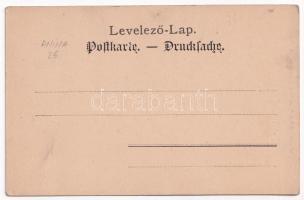 Levelező-Lap.
Postkarte. — Drucksache.
darabanth